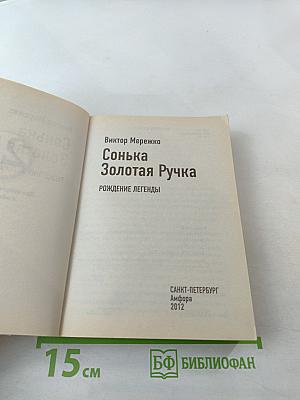 Виктор Мережко
Сонька
Золотая Ручка
РОЖДЕНИЕ ЛЕГЕНДЫ
САНКТ-ПЕТЕРБУРГ
Амфора
2012
15 см
БФ БИБЛИОФАН